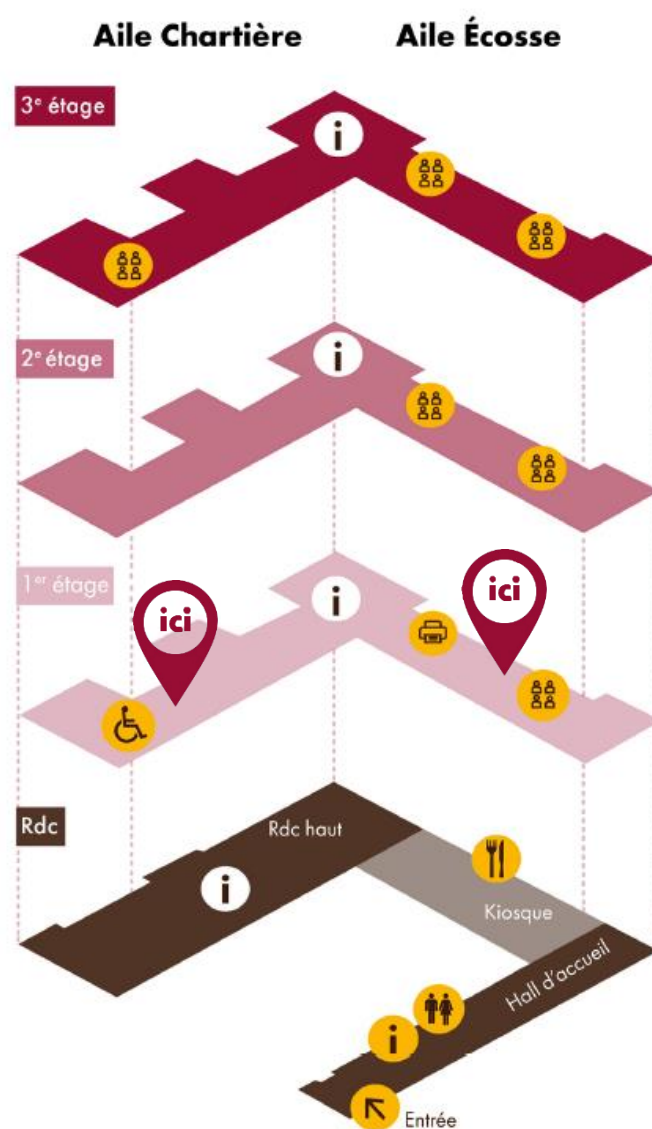 Aile Chartière
Aile Écosse
3e étage
i
2e étage
i
1er étage
ici
ici
i
Rdc
Rdc haut
i
Kiosque
Hall d'accueil
i
Entrée